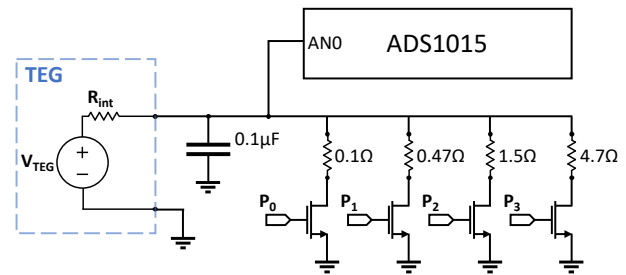 ADS1015
AN0
TEG
R_int
0.1µF
0.1Ω
0.47Ω
1.5Ω
4.7Ω
V_TEG
+
−
P_0
P_1
P_2
P_3